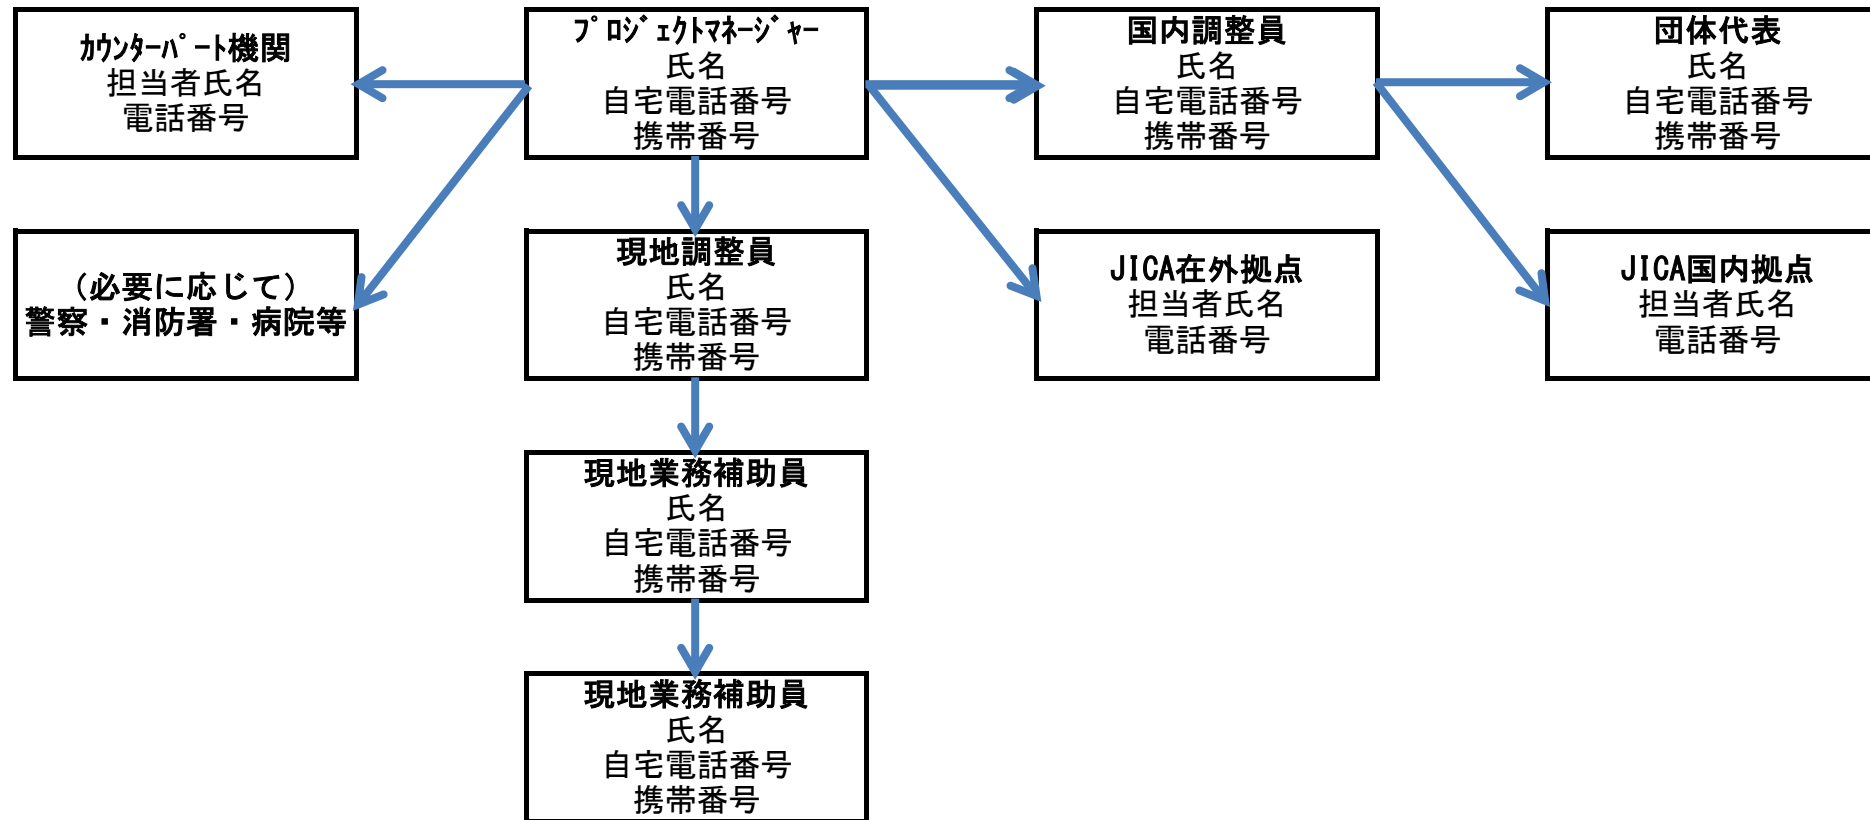 ｶｳﾝﾀｰﾊﾟｰﾄ機関
担当者氏名
電話番号
ﾌﾟﾛｼﾞｪｸﾄﾏﾈｰｼﾞｬｰ
氏名
自宅電話番号
携帯番号
国内調整員
氏名
自宅電話番号
携帯番号
団体代表
氏名
自宅電話番号
携帯番号
（必要に応じて）
警察・消防署・病院等
現地調整員
氏名
自宅電話番号
携帯番号
JICA在外拠点
担当者氏名
電話番号
JICA国内拠点
担当者氏名
電話番号
現地業務補助員
氏名
自宅電話番号
携帯番号
現地業務補助員
氏名
自宅電話番号
携帯番号